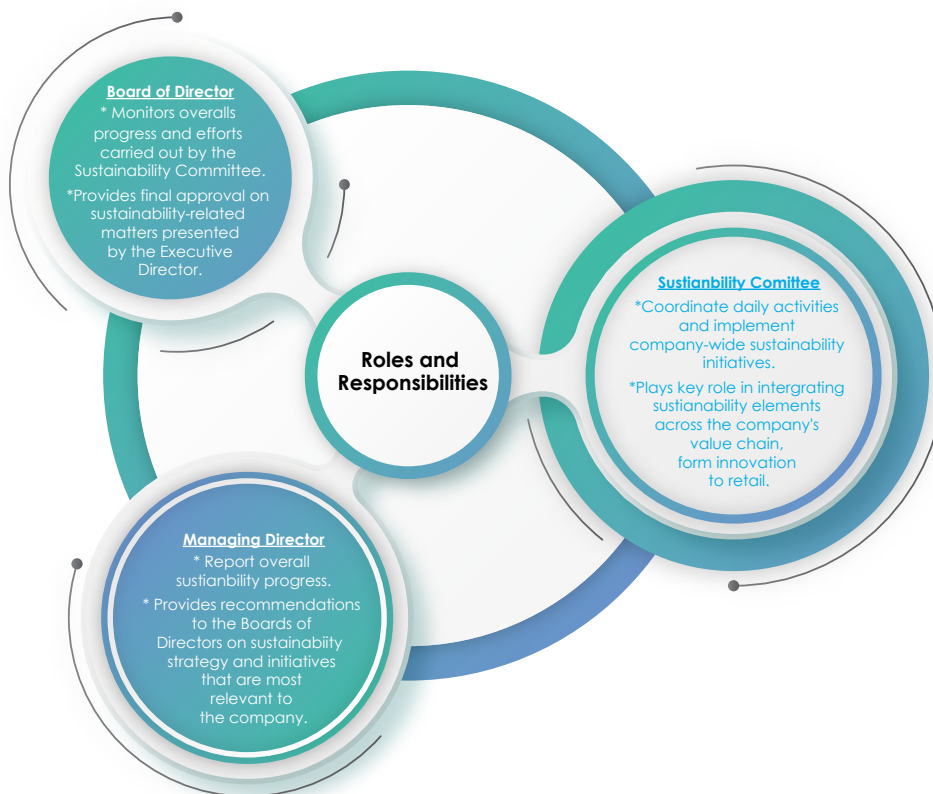 Board of Director
* Monitors overalls
progress and efforts
carried out by the
Sustainability Committee.
*Provides final approval on
sustainability-related
matters presented
by the Executive
Director.
Roles and
Responsibilities
Sustianbility Comittee
*Coordinate daily activities
and implement
company-wide sustainability
initiatives.
*Plays key role in intergrating
sustianability elements
across the company's
value chain,
form innovation
to retail.
Managing Director
* Report overall
sustianbility progress.
* Provides recommendations
to the Boards of
Directors on sustainabiity
strategy and initiatives
that are most
relevant to
the company.